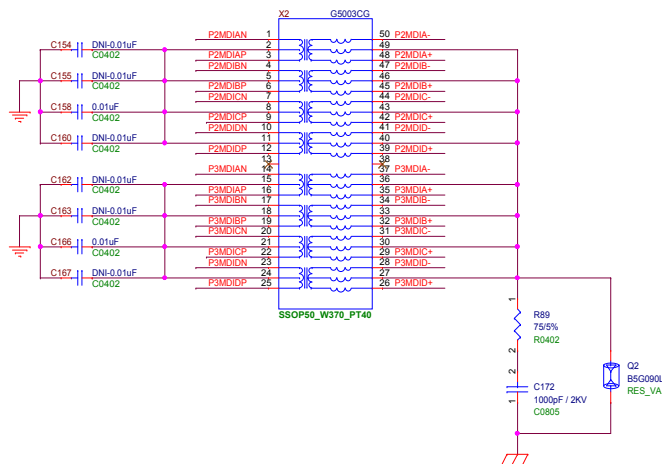 X2 G5003CG
P2MDIAN 1 50 P2MDIA-
C154 DNI-0.01uF 2 49
C0402 P2MDIAP 3 48 P2MDIA+
P2MDIBN 4 47 P2MDIB-
C155 DNI-0.01uF 5 46
C0402 P2MDIBP 6 45 P2MDIB+
P2MDICN 7 44 P2MDIC-
C158 0.01uF 8 43
C0402 P2MDICP 9 42 P2MDIC+
P2MDIDN 10 41 P2MDID-
C160 DNI-0.01uF 11 40
C0402 P2MDIDP 12 39 P2MDID+
13 38
P3MDIAN 14 37 P3MDIA-
C162 DNI-0.01uF 15 36
C0402 P3MDIAP 16 35 P3MDIA+
P3MDIBN 17 34 P3MDIB-
C163 DNI-0.01uF 18 33
C0402 P3MDIBP 19 32 P3MDIB+
P3MDICN 20 31 P3MDIC-
C166 0.01uF 21 30
C0402 P3MDICP 22 29 P3MDIC+
P3MDIDN 23 28 P3MDID-
C167 DNI-0.01uF 24 27
C0402 P3MDIDP 25 26 P3MDID+
SSOP50_W370_PT40
1
R89
75/5%
R0402
2
2
C172
1000pF / 2KV
1
C0805
Q2
B5G090L
RES_VA